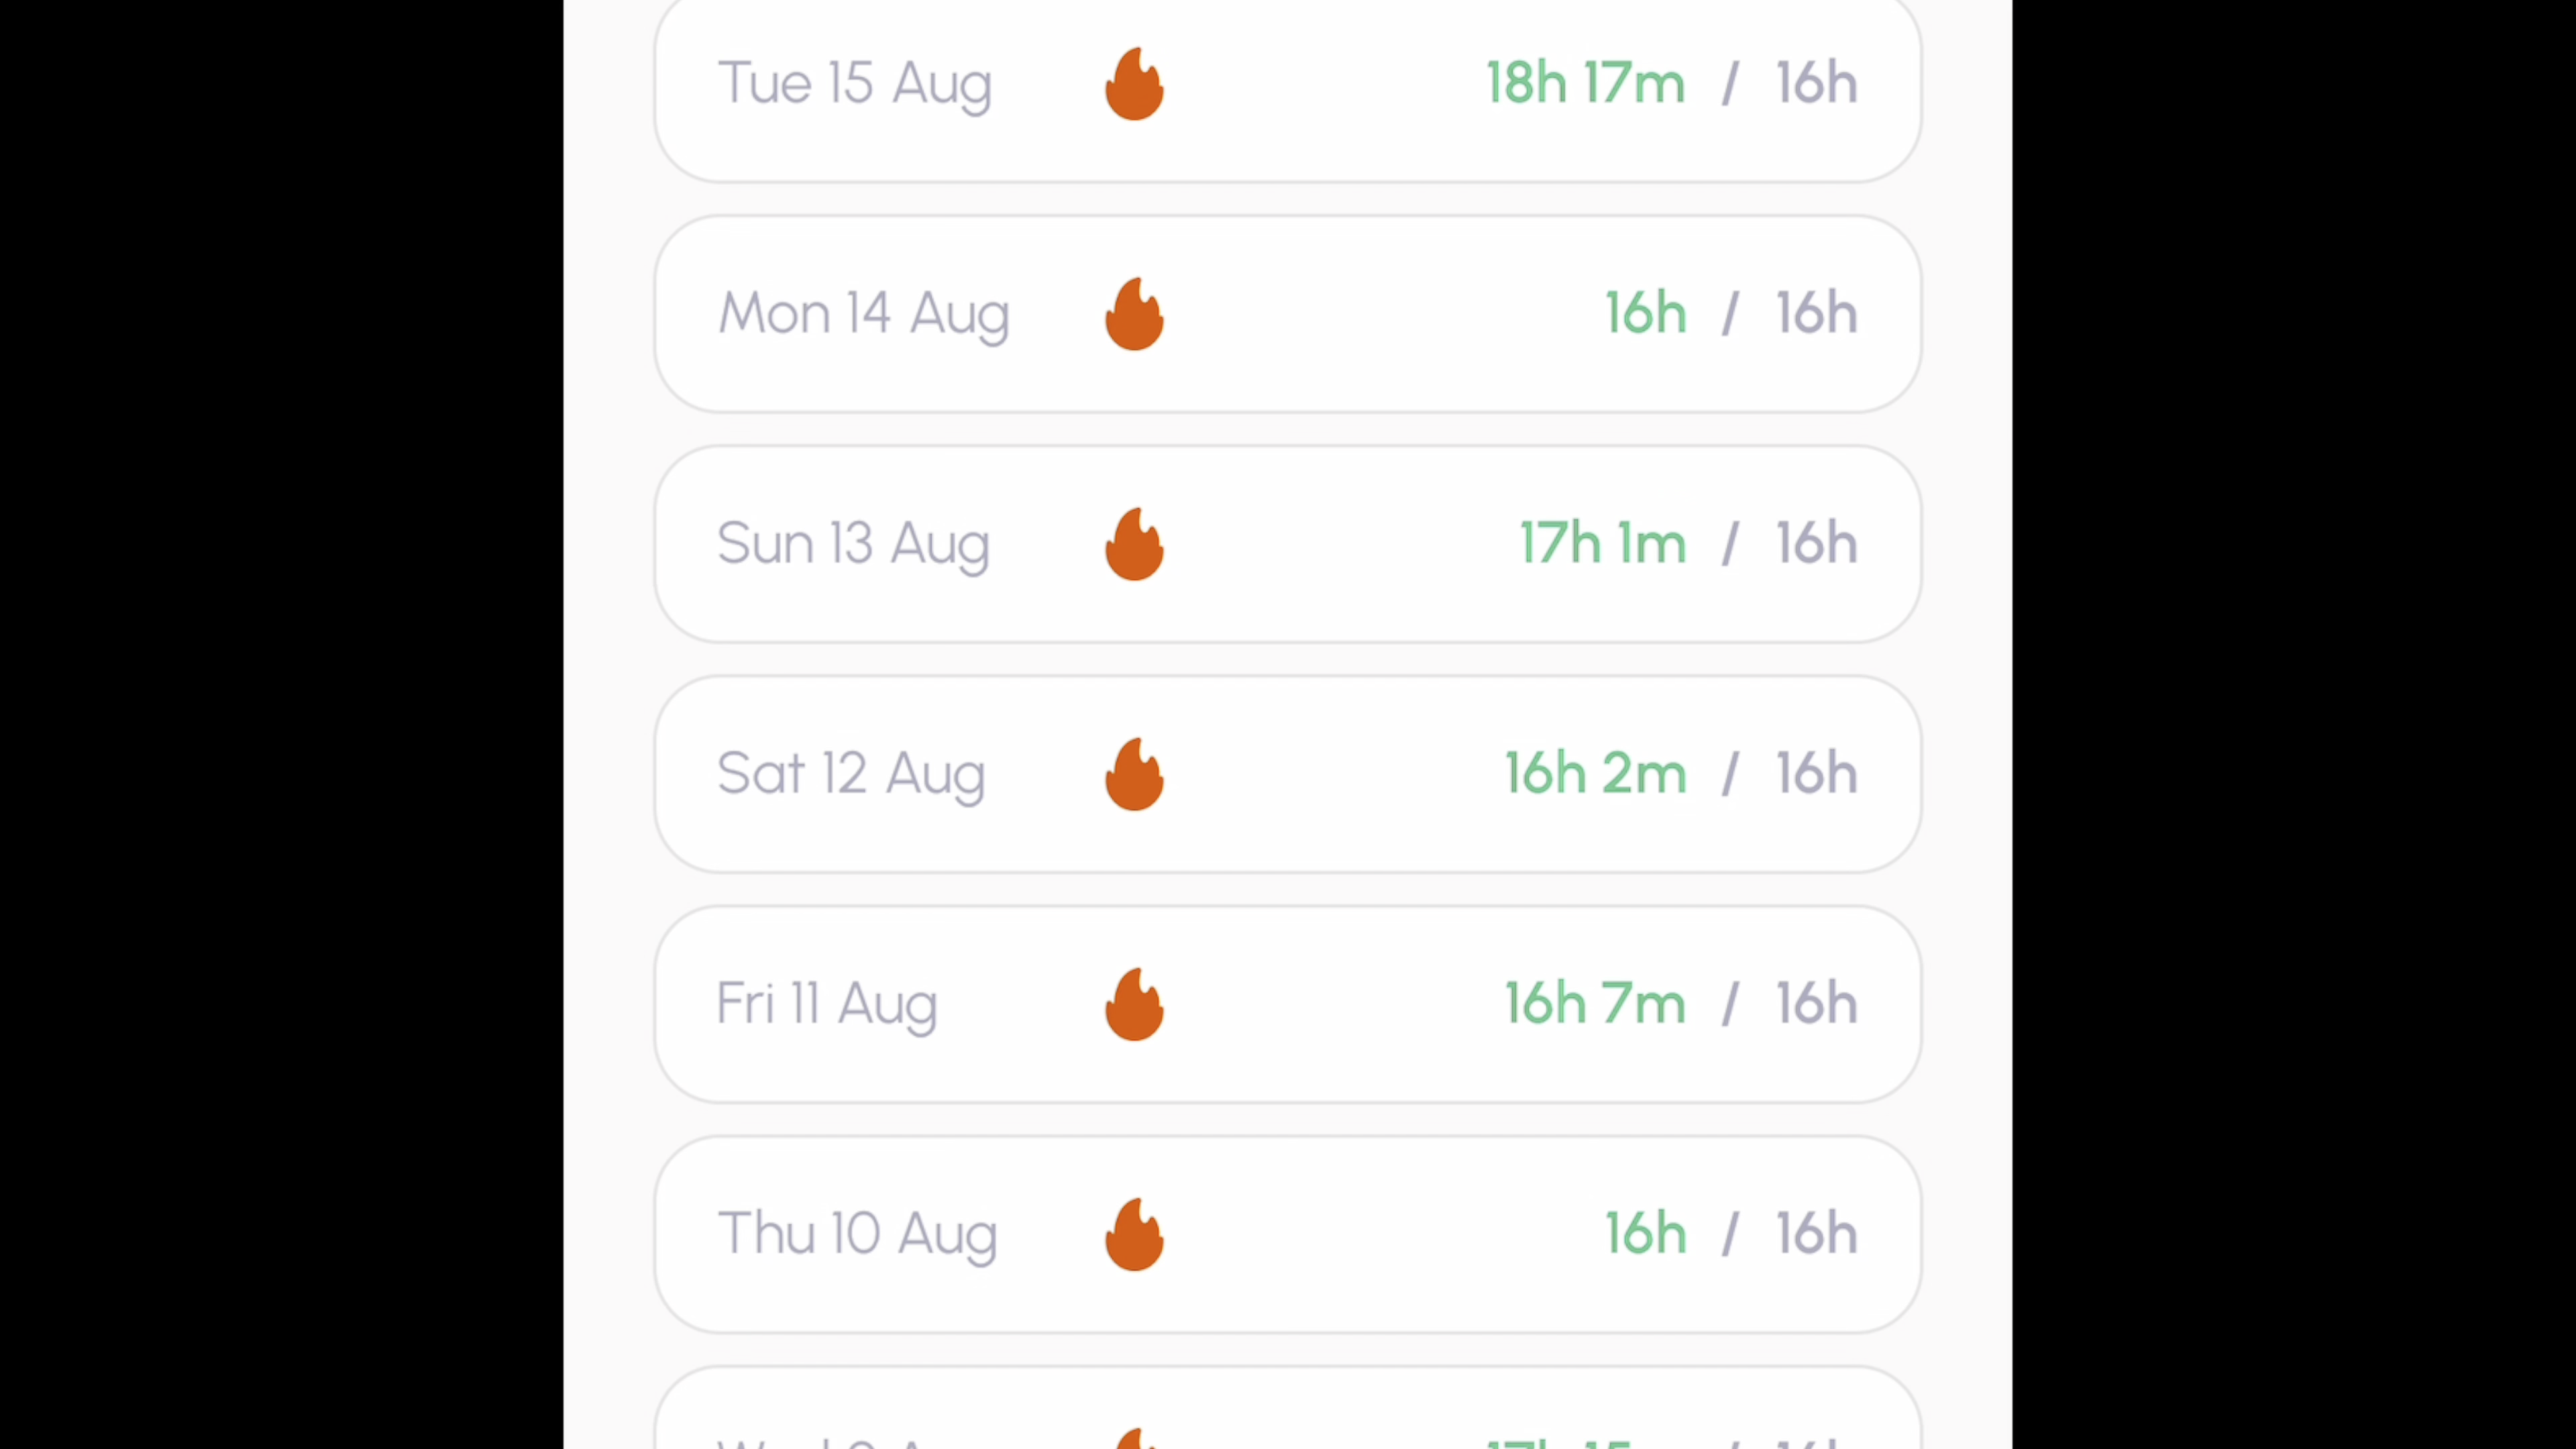 Tue 15 Aug 18h 17m / 16h
Mon 14 Aug 16h / 16h
Sun 13 Aug 17h 1m / 16h
Sat 12 Aug 16h 2m / 16h
Fri 11 Aug 16h 7m / 16h
Thu 10 Aug 16h / 16h